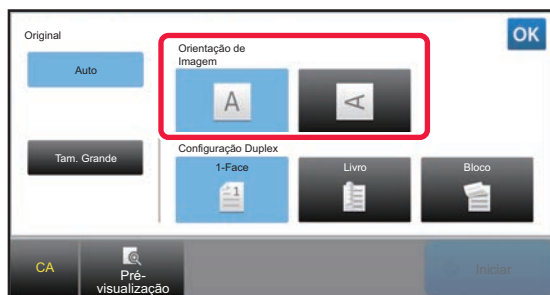 Original
OK
Orientação de
Imagem
Auto
A
A
Configuração Duplex
Tam. Grande
1-Face
Livro
Bloco
1
CA
Pré-
visualização
Iniciar